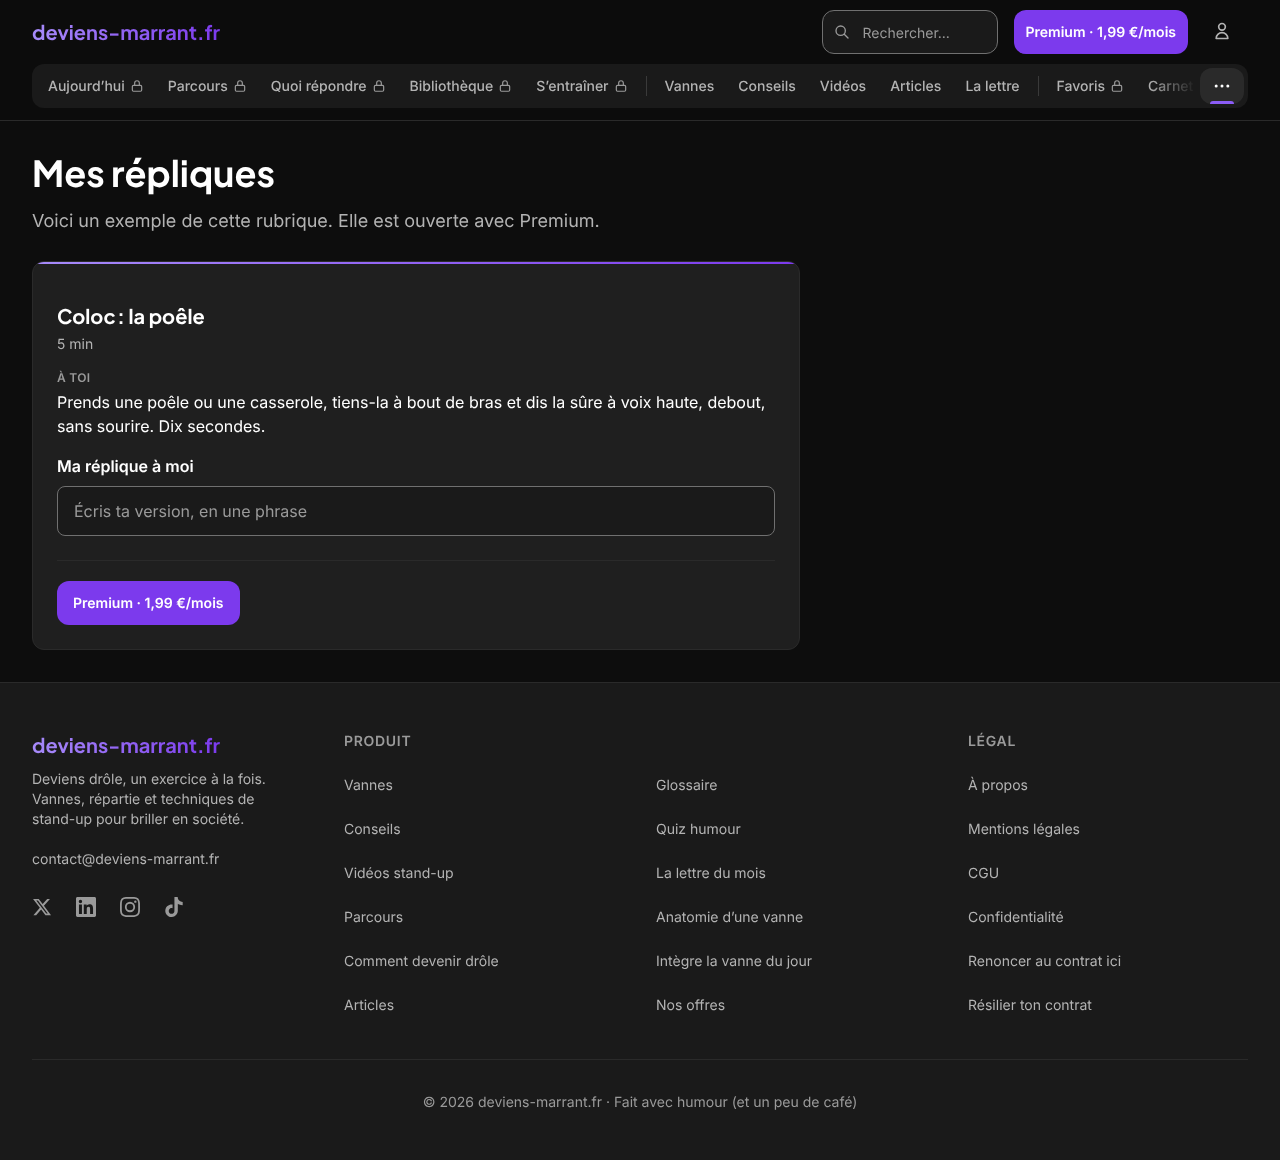 deviens-marrant.fr
Rechercher...
Premium · 1,99 €/mois
Aujourd’hui
Parcours
Quoi répondre
Bibliothèque
S’entraîner
Vannes
Conseils
Vidéos
Articles
La lettre
Favoris
Carnet
Mes répliques
Voici un exemple de cette rubrique. Elle est ouverte avec Premium.
Coloc : la poêle
5 min
À TOI
Prends une poêle ou une casserole, tiens-la à bout de bras et dis la sûre à voix haute, debout,
sans sourire. Dix secondes.
Ma réplique à moi
Écris ta version, en une phrase
Premium · 1,99 €/mois
deviens-marrant.fr
Deviens drôle, un exercice à la fois.
Vannes, répartie et techniques de
stand-up pour briller en société.
contact@deviens-marrant.fr
PRODUIT
Vannes
Conseils
Vidéos stand-up
Parcours
Comment devenir drôle
Articles
Glossaire
Quiz humour
La lettre du mois
Anatomie d’une vanne
Intègre la vanne du jour
Nos offres
LÉGAL
À propos
Mentions légales
CGU
Confidentialité
Renoncer au contrat ici
Résilier ton contrat
© 2026 deviens-marrant.fr · Fait avec humour (et un peu de café)